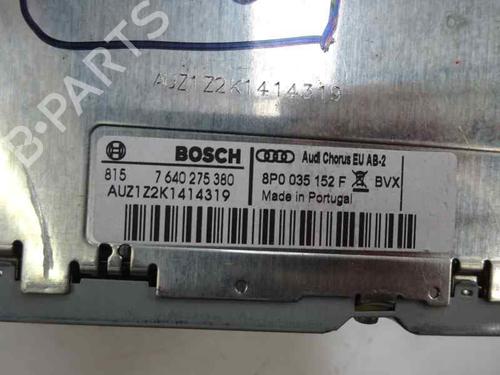 AUZ1Z2K1414319
B-PARTS
BOSCH
815 7 640 275 380
AUZ1Z2K1414319
Audi Chorus EU AB-2
8P0 035 152 F BVX
Made in Portugal